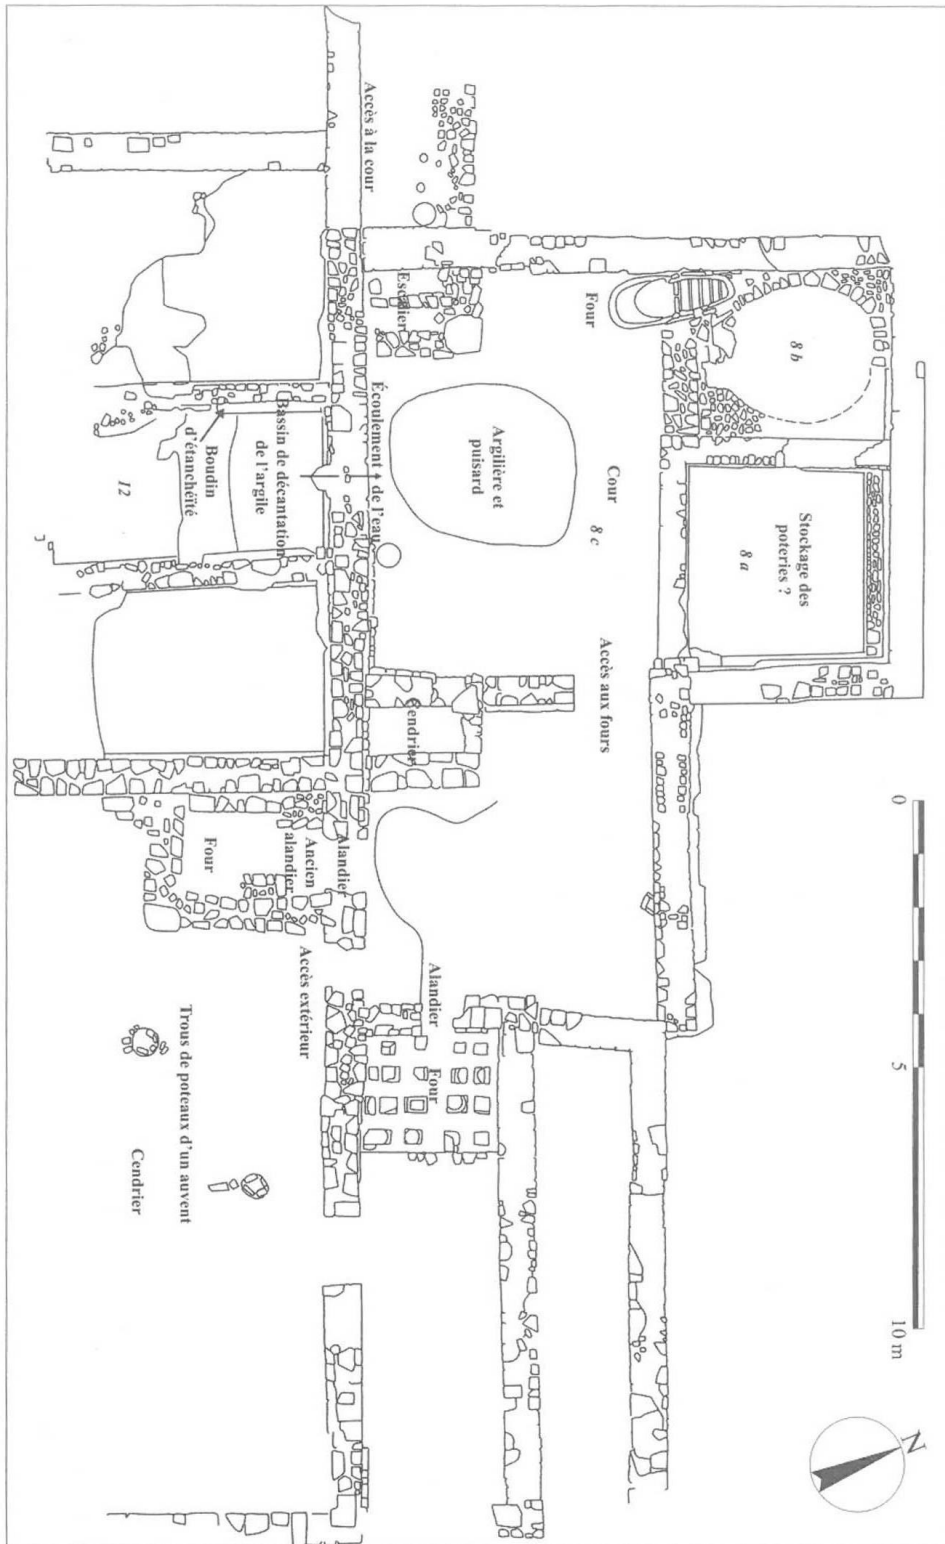 Accès à la cour
Escalier
Four
8 b
Écoulement de l'eau
Bassin de décantation
de l'argile
Boudin
d'étanchéïté
12
Argilière et
puisard
Cour
8 c
Stockage des
poteries ?
8 a
Accès aux fours
Cendrier
Alandier
Ancien
alandier
Four
Accès extérieur
Alandier
Four
Trous de poteaux d'un auvent
Cendrier
0
5
10 m
N